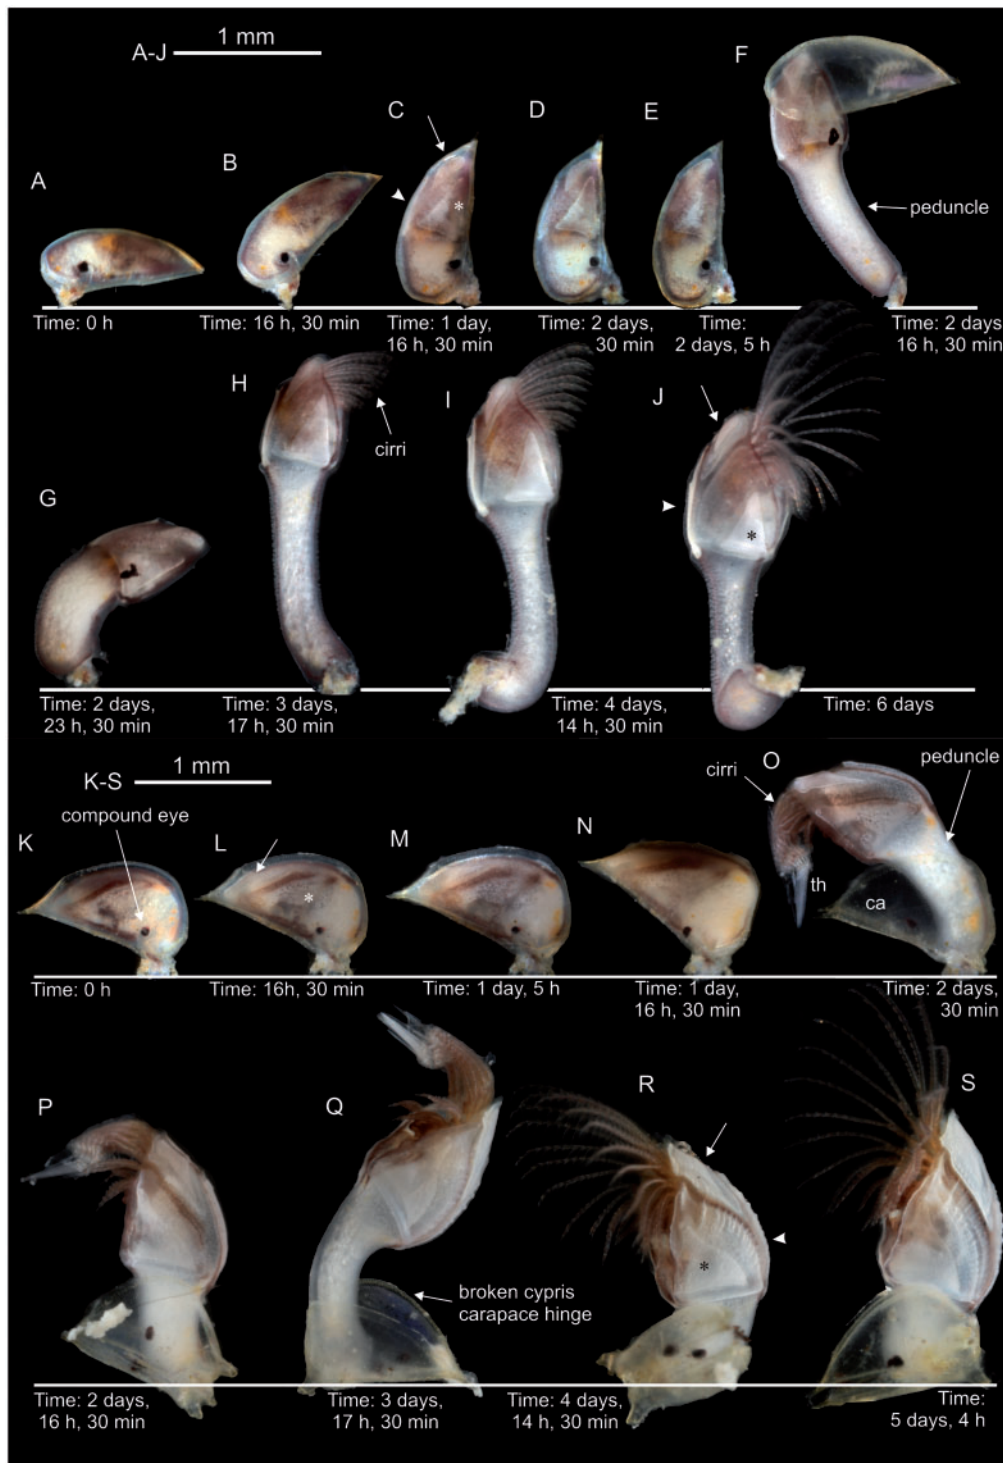 1 mm
A-J
F
C
D
E
B
A
peduncle
Time: 0 h
Time: 16 h, 30 min
Time: 1 day,
16 h, 30 min
Time: 2 days,
30 min
Time:
2 days, 5 h
Time: 2 days
16 h, 30 min
H
I
J
cirri
G
Time: 2 days,
23 h, 30 min
Time: 3 days,
17 h, 30 min
Time: 4 days,
14 h, 30 min
Time: 6 days
1 mm
K-S
O
peduncle
cirri
compound eye
K
L
M
N
th
ca
Time: 0 h
Time: 16h, 30 min
Time: 1 day, 5 h
Time: 1 day,
16 h, 30 min
Time: 2 days,
30 min
P
Q
R
S
broken cypris
carapace hinge
Time: 2 days,
16 h, 30 min
Time: 3 days,
17 h, 30 min
Time: 4 days,
14 h, 30 min
Time:
5 days, 4 h